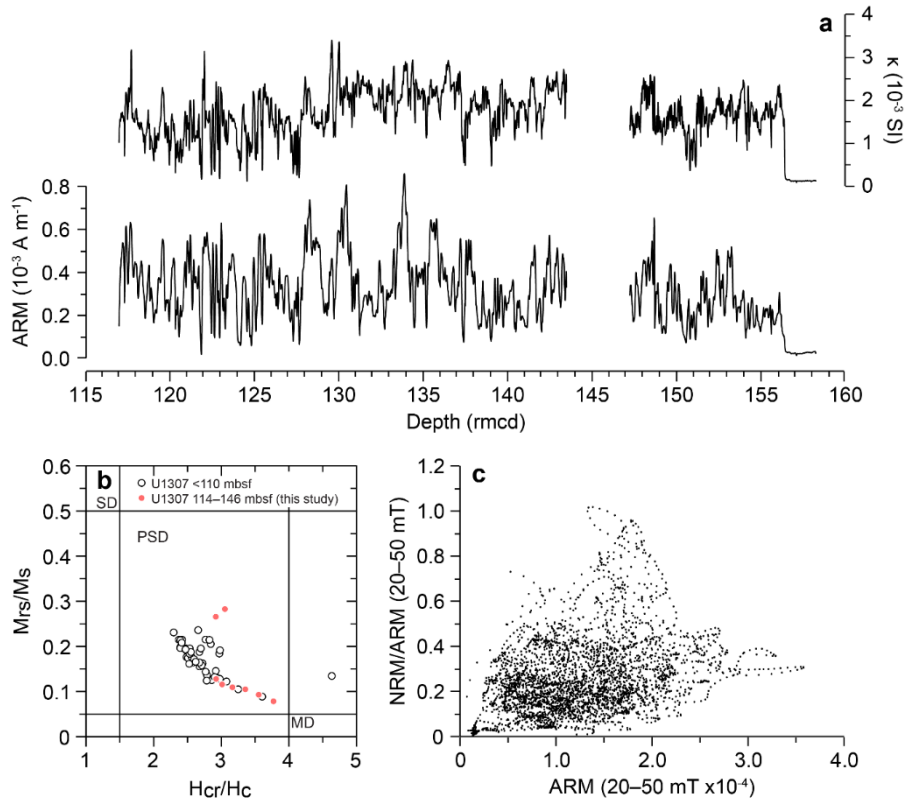 a
4
3
2
1
0
κ (10-3 SI)
0.8
0.6
0.4
0.2
0.0
ARM (10-3 A m-1)
115 120 125 130 135 140 145 150 155 160
Depth (rmcd)
b
U1307 <110 mbsf
U1307 114–146 mbsf (this study)
SD
PSD
MD
0.6
0.5
0.4
0.3
0.2
0.1
0
Mrs/Ms
1 2 3 4 5
Hcr/Hc
c
1.2
1.0
0.8
0.6
0.4
0.2
0
NRM/ARM (20–50 mT)
0 1.0 2.0 3.0 4.0
ARM (20–50 mT x10-4)